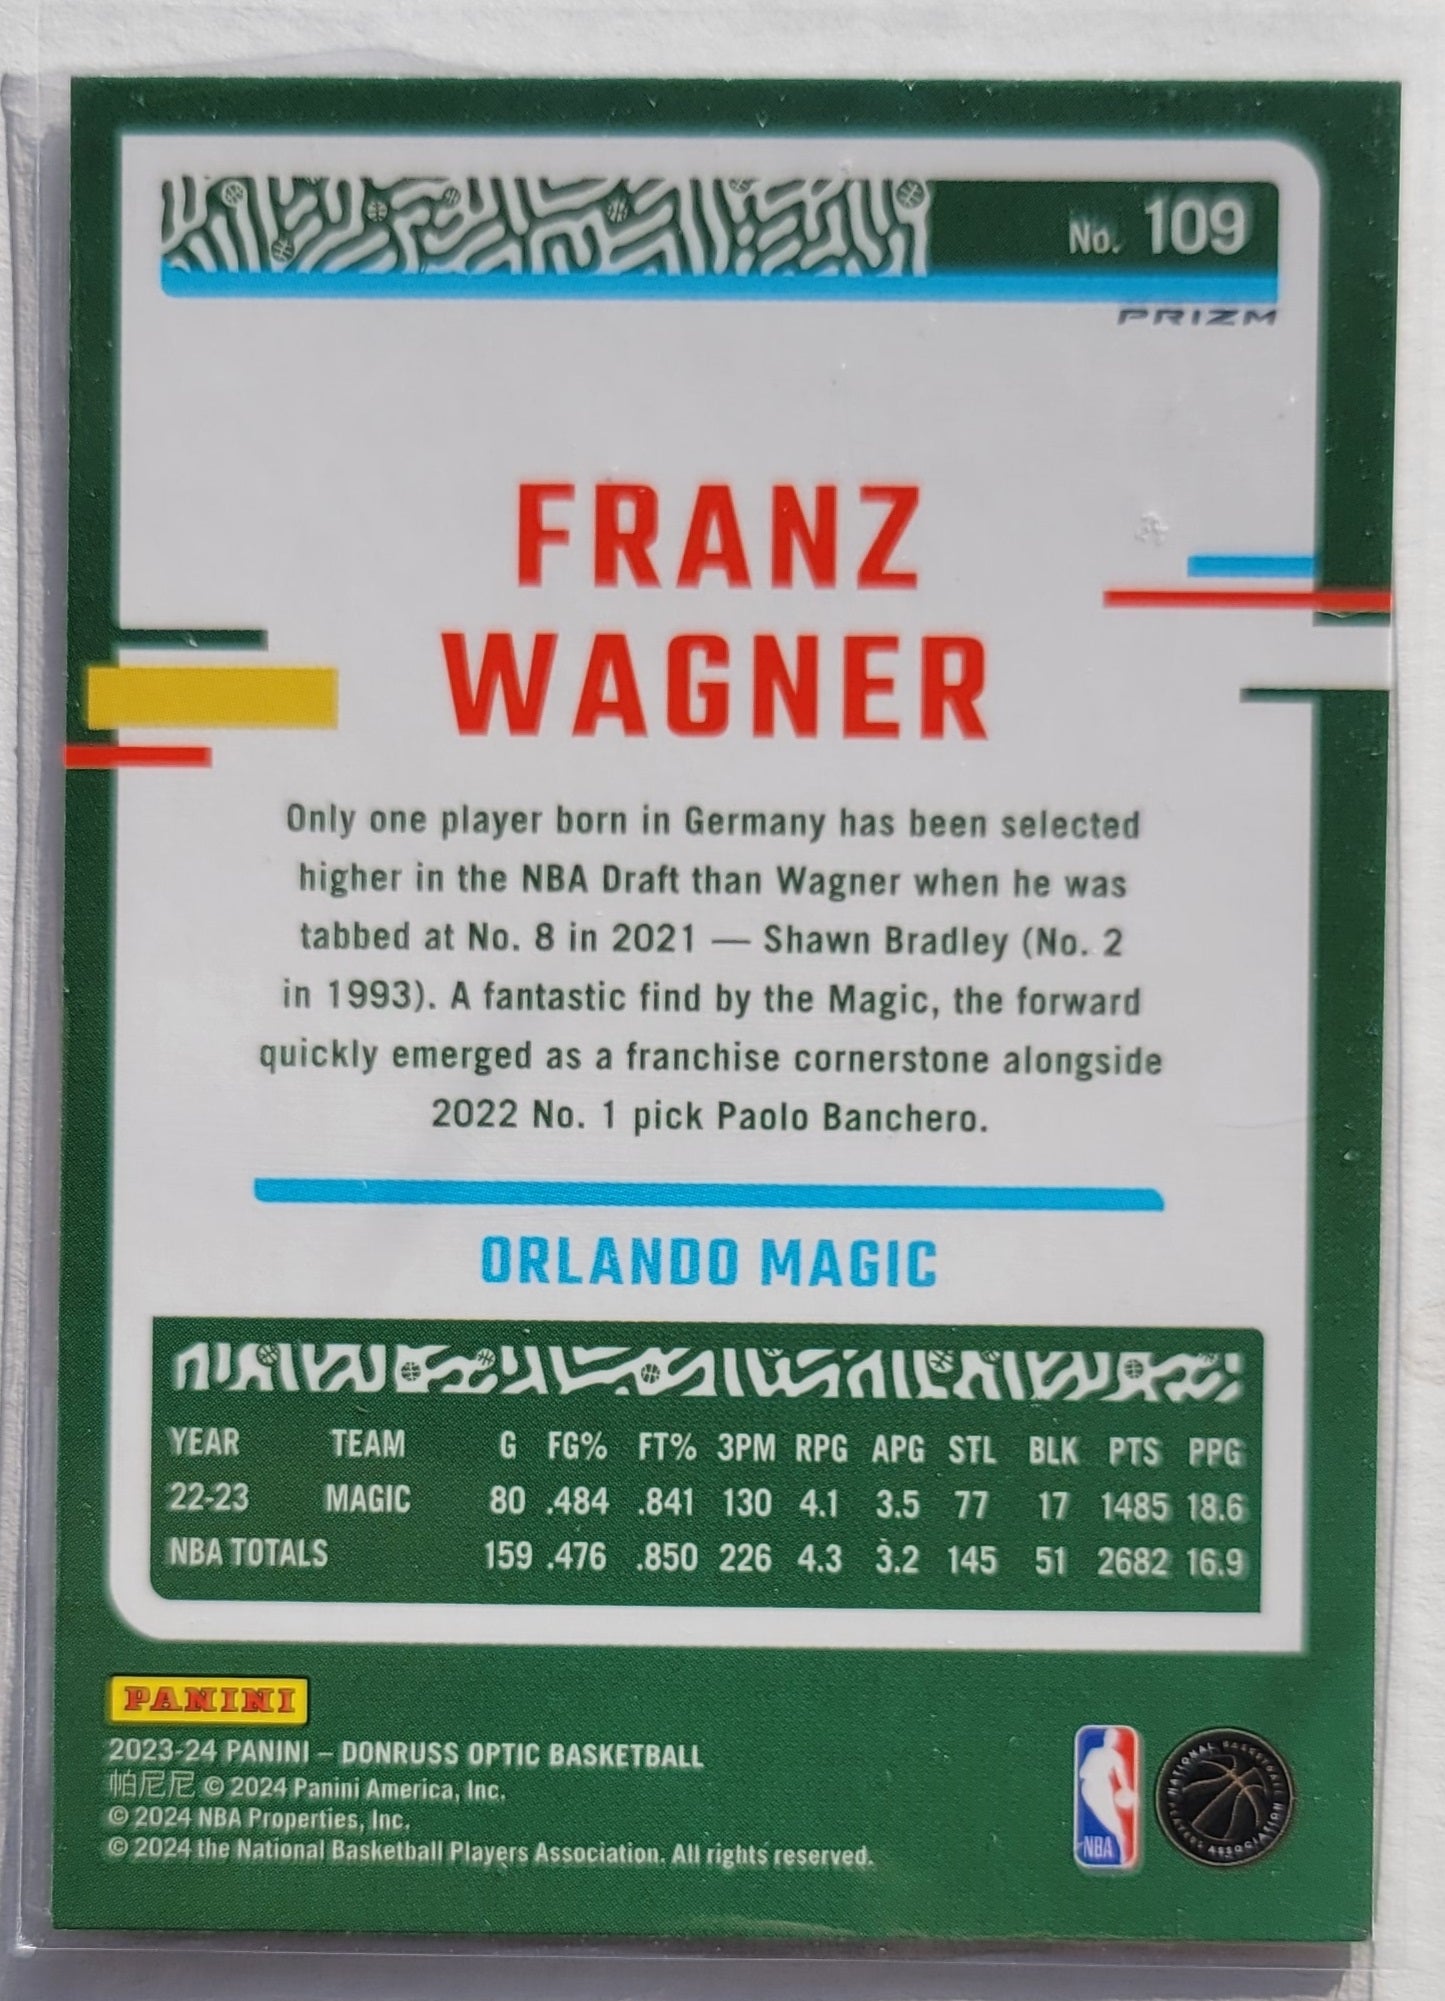 No. 109
PRIZM
FRANZ
WAGNER
Only one player born in Germany has been selected
higher in the NBA Draft than Wagner when he was
tabbed at No. 8 in 2021 — Shawn Bradley (No. 2
in 1993). A fantastic find by the Magic, the forward
quickly emerged as a franchise cornerstone alongside
2022 No. 1 pick Paolo Banchero.
ORLANDO MAGIC
YEAR TEAM G FG% FT% 3PM RPG APG STL BLK PTS PPG
22-23 MAGIC 80 .484 .841 130 4.1 3.5 77 17 1485 18.6
NBA TOTALS 159 .476 .850 226 4.3 3.2 145 51 2682 16.9
PANINI
2023-24 PANINI – DONRUSS OPTIC BASKETBALL
帕尼尼 © 2024 Panini America, Inc.
© 2024 NBA Properties, Inc.
© 2024 the National Basketball Players Association. All rights reserved.
NBA
NATIONAL BASKETBALL PLAYERS ASSOCIATION